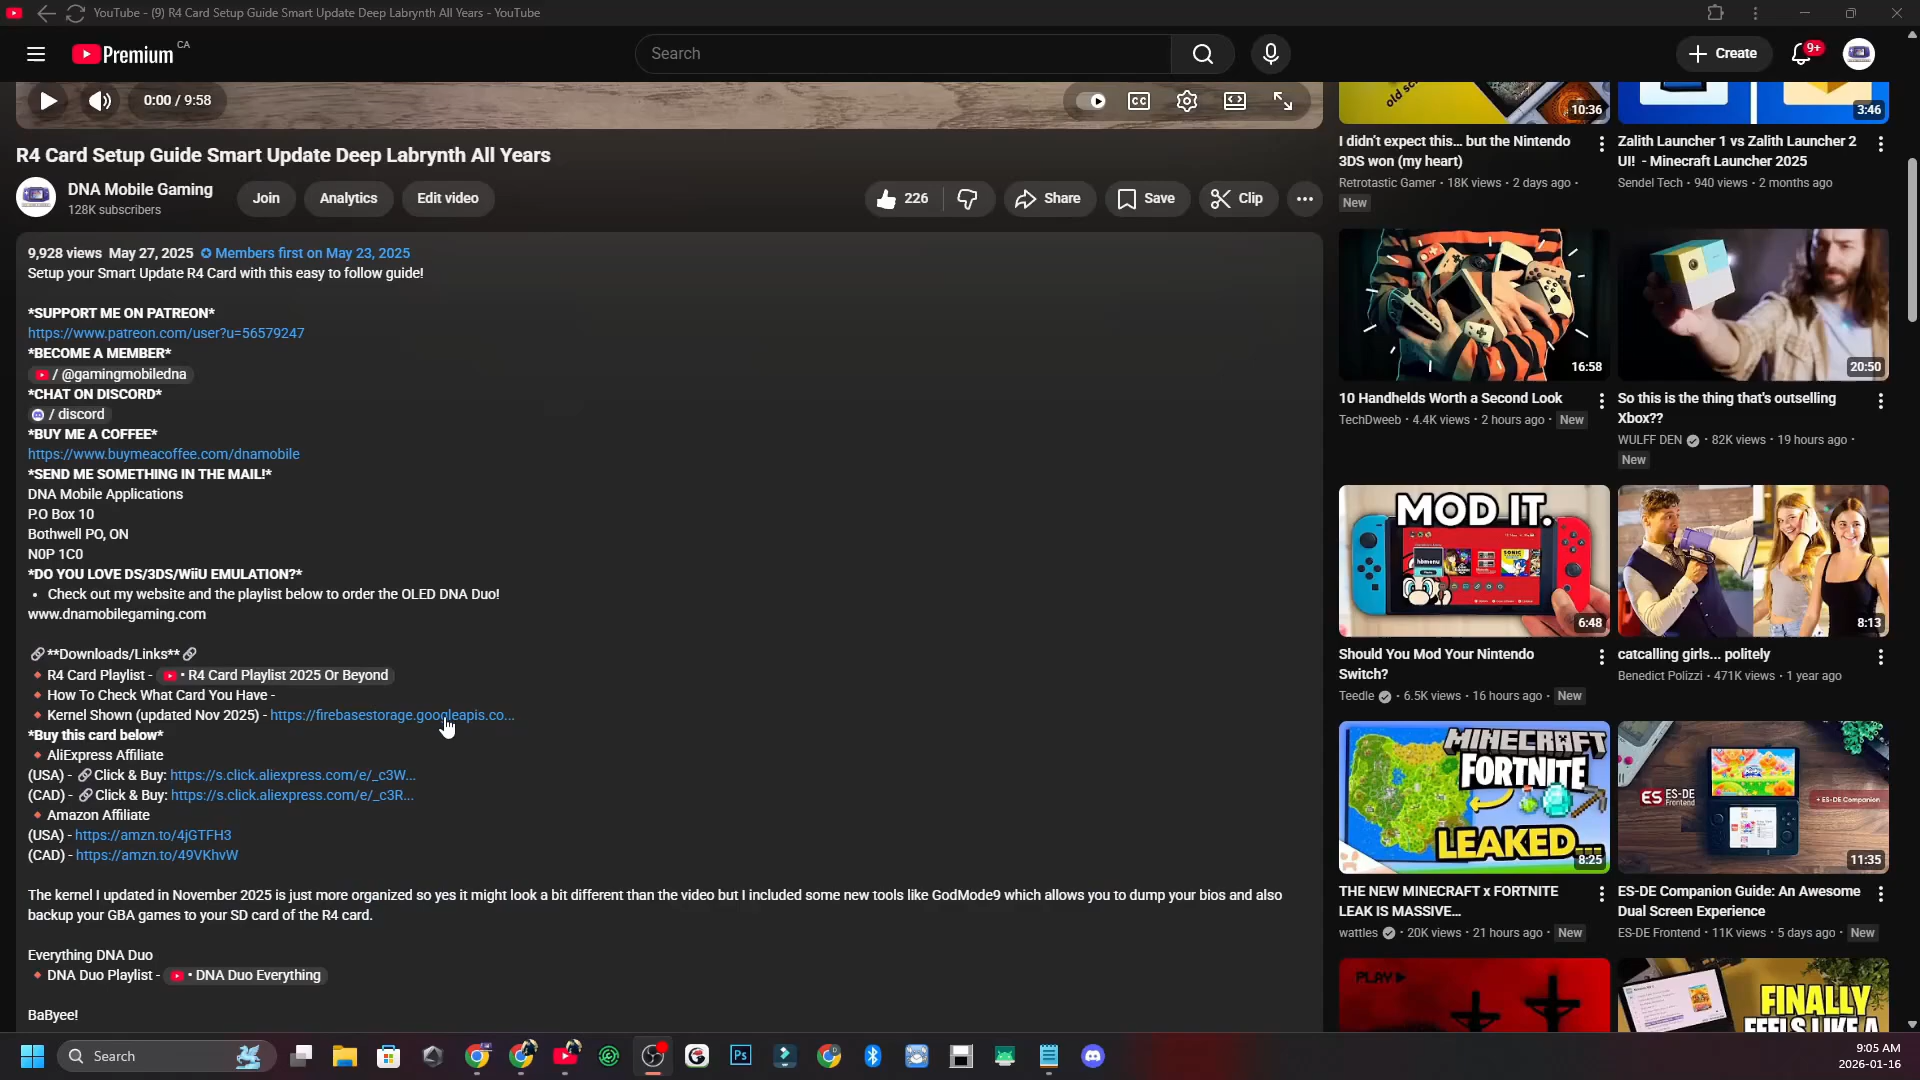 YouTube - (9) R4 Card Setup Guide Smart Update Deep Labrynth All Years - YouTube
Premium CA
Search
Create
9+
0:00 / 9:58
CC
R4 Card Setup Guide Smart Update Deep Labrynth All Years
DNA Mobile Gaming
128K subscribers
Join
Analytics
Edit video
226
Share
Save
Clip
9,928 views May 27, 2025 Members first on May 23, 2025
Setup your Smart Update R4 Card with this easy to follow guide!
*SUPPORT ME ON PATREON*
https://www.patreon.com/user?u=56579247
*BECOME A MEMBER*
/ @gamingmobiledna
*CHAT ON DISCORD*
/ discord
*BUY ME A COFFEE*
https://www.buymeacoffee.com/dnamobile
*SEND ME SOMETHING IN THE MAIL!*
DNA Mobile Applications
P.O Box 10
Bothwell PO, ON
N0P 1C0
*DO YOU LOVE DS/3DS/WiiU EMULATION?*
• Check out my website and the playlist below to order the OLED DNA Duo!
www.dnamobilegaming.com
🔗**Downloads/Links**🔗
🔸R4 Card Playlist - • R4 Card Playlist 2025 Or Beyond
🔸How To Check What Card You Have -
🔸Kernel Shown (updated Nov 2025) - https://firebasestorage.googleapis.co...
*Buy this card below*
🔸AliExpress Affiliate
(USA) - 🔗Click & Buy: https://s.click.aliexpress.com/e/_c3W...
(CAD) - 🔗Click & Buy: https://s.click.aliexpress.com/e/_c3R...
🔸Amazon Affiliate
(USA) - https://amzn.to/4jGTFH3
(CAD) - https://amzn.to/49VKhvW
The kernel I updated in November 2025 is just more organized so yes it might look a bit different than the video but I included some new tools like GodMode9 which allows you to dump your bios and also
backup your GBA games to your SD card of the R4 card.
Everything DNA Duo
🔸DNA Duo Playlist - • DNA Duo Everything
BaByee!
old sc
10:36
I didn't expect this... but the Nintendo
3DS won (my heart)
Retrotastic Gamer • 18K views • 2 days ago •
New
3:46
Zalith Launcher 1 vs Zalith Launcher 2
UI! - Minecraft Launcher 2025
Sendel Tech • 940 views • 2 months ago
16:58
10 Handhelds Worth a Second Look
TechDweeb • 4.4K views • 2 hours ago • New
20:50
So this is the thing that's outselling
Xbox??
WULFF DEN • 82K views • 19 hours ago •
New
MOD IT.
hbmenu
SONIC
6:48
Should You Mod Your Nintendo
Switch?
Teedle • 6.5K views • 16 hours ago • New
8:13
catcalling girls... politely
Benedict Polizzi • 471K views • 1 year ago
MINECRAFT
FORTNITE
LEAKED...
8:25
THE NEW MINECRAFT x FORTNITE
LEAK IS MASSIVE...
wattles • 20K views • 21 hours ago • New
ES-DE
Frontend
+ ES-DE Companion
11:35
ES-DE Companion Guide: An Awesome
Dual Screen Experience
ES-DE Frontend • 11K views • 5 days ago • New
PLAY
FINALLY
FEELS LIKE A
Search
Ps
9:05 AM
2026-01-16